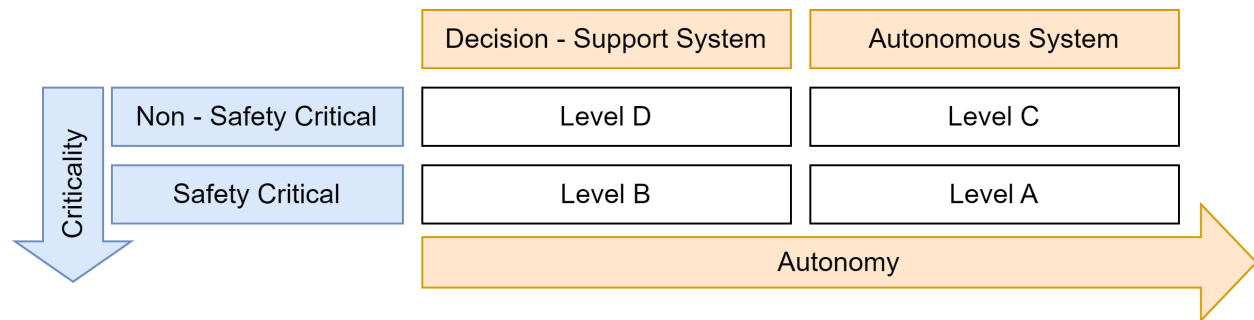 Decision - Support System
Autonomous System
Criticality
Non - Safety Critical
Level D
Level C
Safety Critical
Level B
Level A
Autonomy